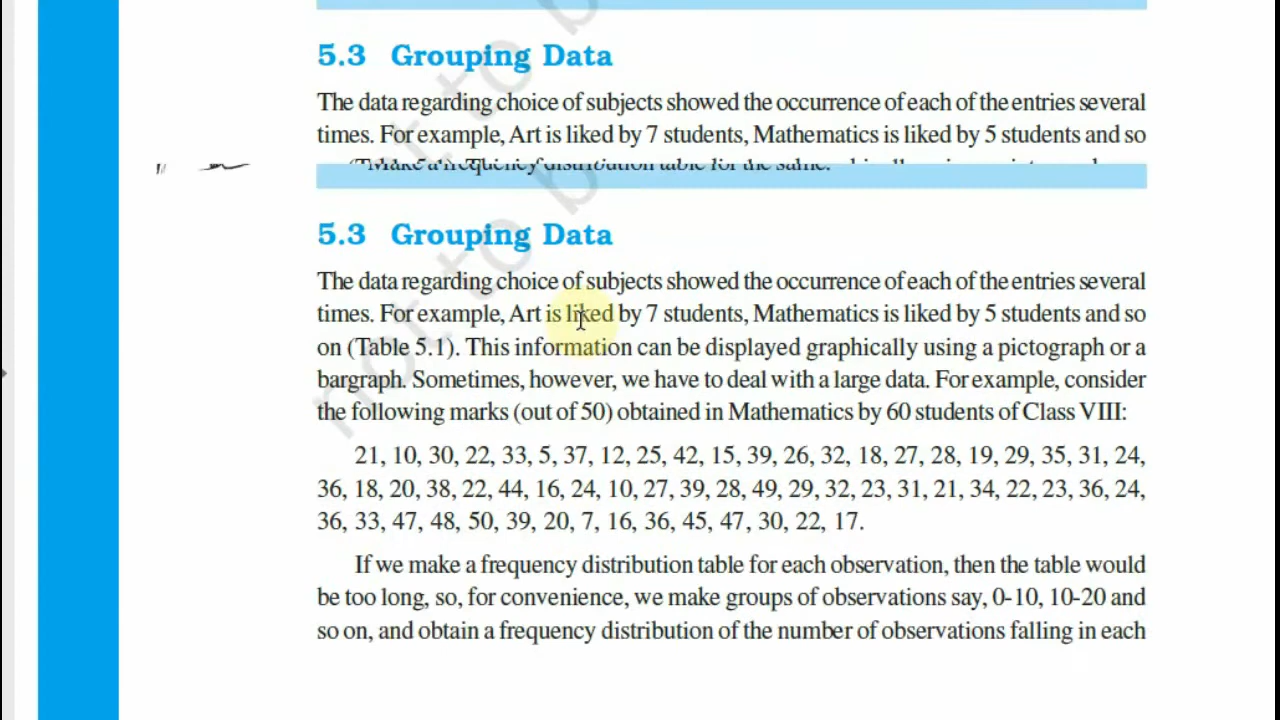 5.3 Grouping Data
The data regarding choice of subjects showed the occurrence of each of the entries several
times. For example, Art is liked by 7 students, Mathematics is liked by 5 students and so
frequency distribution table for the same.
5.3 Grouping Data
The data regarding choice of subjects showed the occurrence of each of the entries several
times. For example, Art is liked by 7 students, Mathematics is liked by 5 students and so
on (Table 5.1). This information can be displayed graphically using a pictograph or a
bargraph. Sometimes, however, we have to deal with a large data. For example, consider
the following marks (out of 50) obtained in Mathematics by 60 students of Class VIII:
21, 10, 30, 22, 33, 5, 37, 12, 25, 42, 15, 39, 26, 32, 18, 27, 28, 19, 29, 35, 31, 24,
36, 18, 20, 38, 22, 44, 16, 24, 10, 27, 39, 28, 49, 29, 32, 23, 31, 21, 34, 22, 23, 36, 24,
36, 33, 47, 48, 50, 39, 20, 7, 16, 36, 45, 47, 30, 22, 17.
If we make a frequency distribution table for each observation, then the table would
be too long, so, for convenience, we make groups of observations say, 0-10, 10-20 and
so on, and obtain a frequency distribution of the number of observations falling in each
not to b
not to b